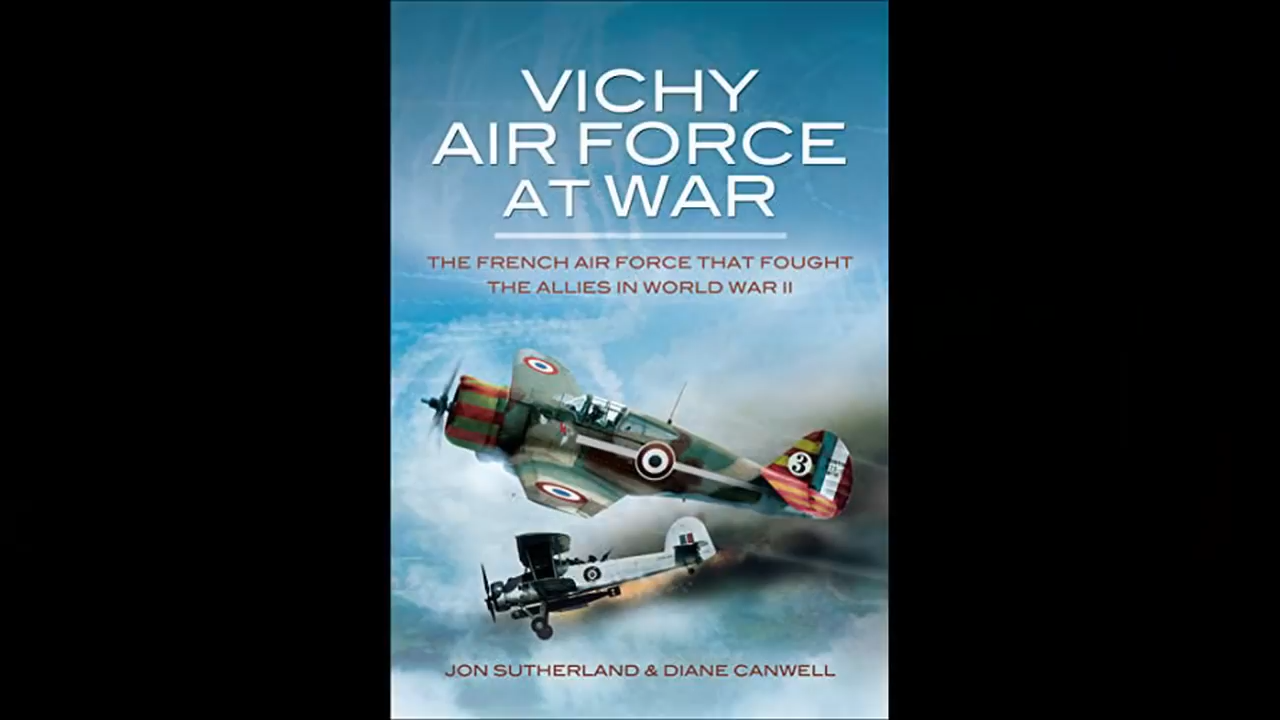 VICHY
AIR FORCE
AT WAR
THE FRENCH AIR FORCE THAT FOUGHT
THE ALLIES IN WORLD WAR II
3
JON SUTHERLAND & DIANE CANWELL